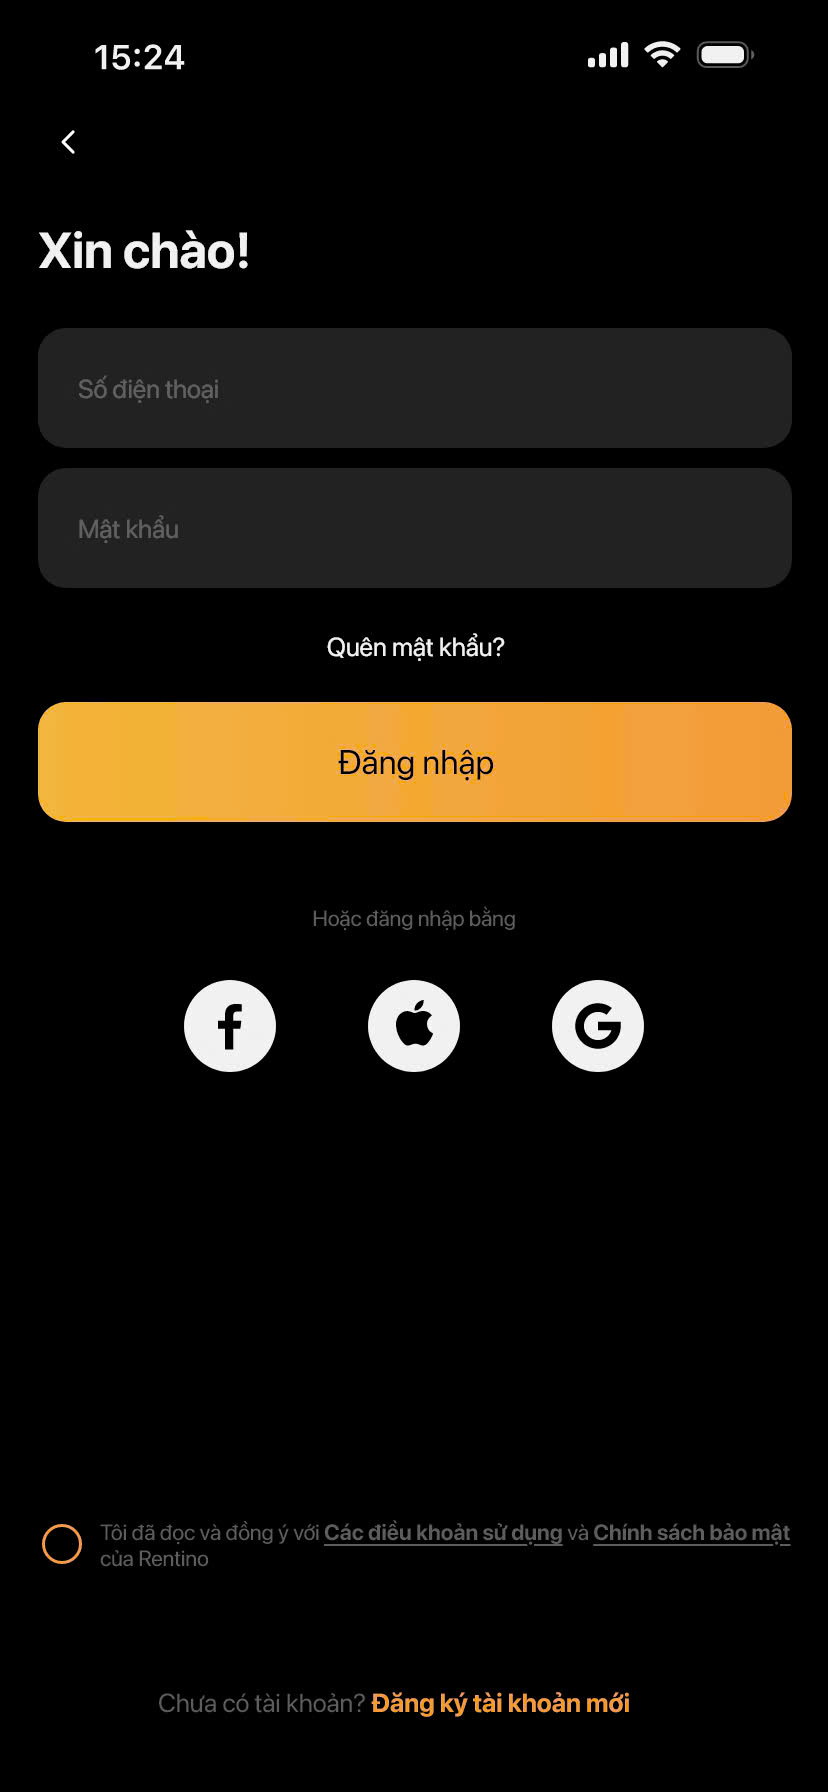 15:24
Xin chào!
Số điện thoại
Mật khẩu
Quên mật khẩu?
Đăng nhập
Hoặc đăng nhập bằng
Tôi đã đọc và đồng ý với Các điều khoản sử dụng và Chính sách bảo mật
của Rentino
Chưa có tài khoản? Đăng ký tài khoản mới